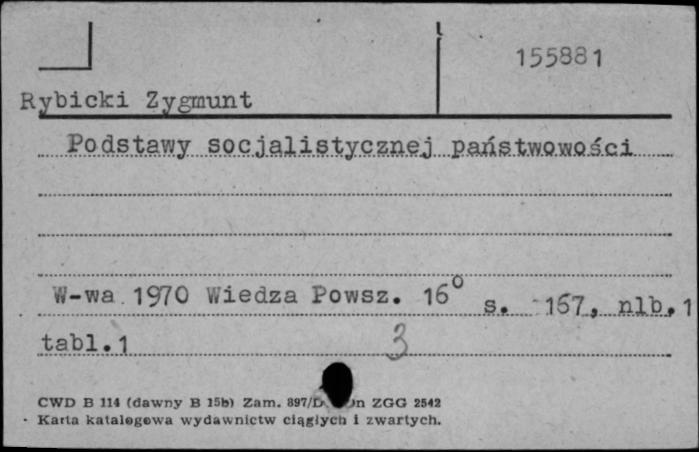 155881
Rybicki Zygmunt
Podstawy socjalistycznej państwowości
W-wa 1970 Wiedza Powsz. 16° s. 167, nlb. 1
tabl. 1 3
CWD B 114 (dawny B 15b) Zam. 897/D ZGG 2542
Karta katalogowa wydawnictw ciągłych i zwartych.